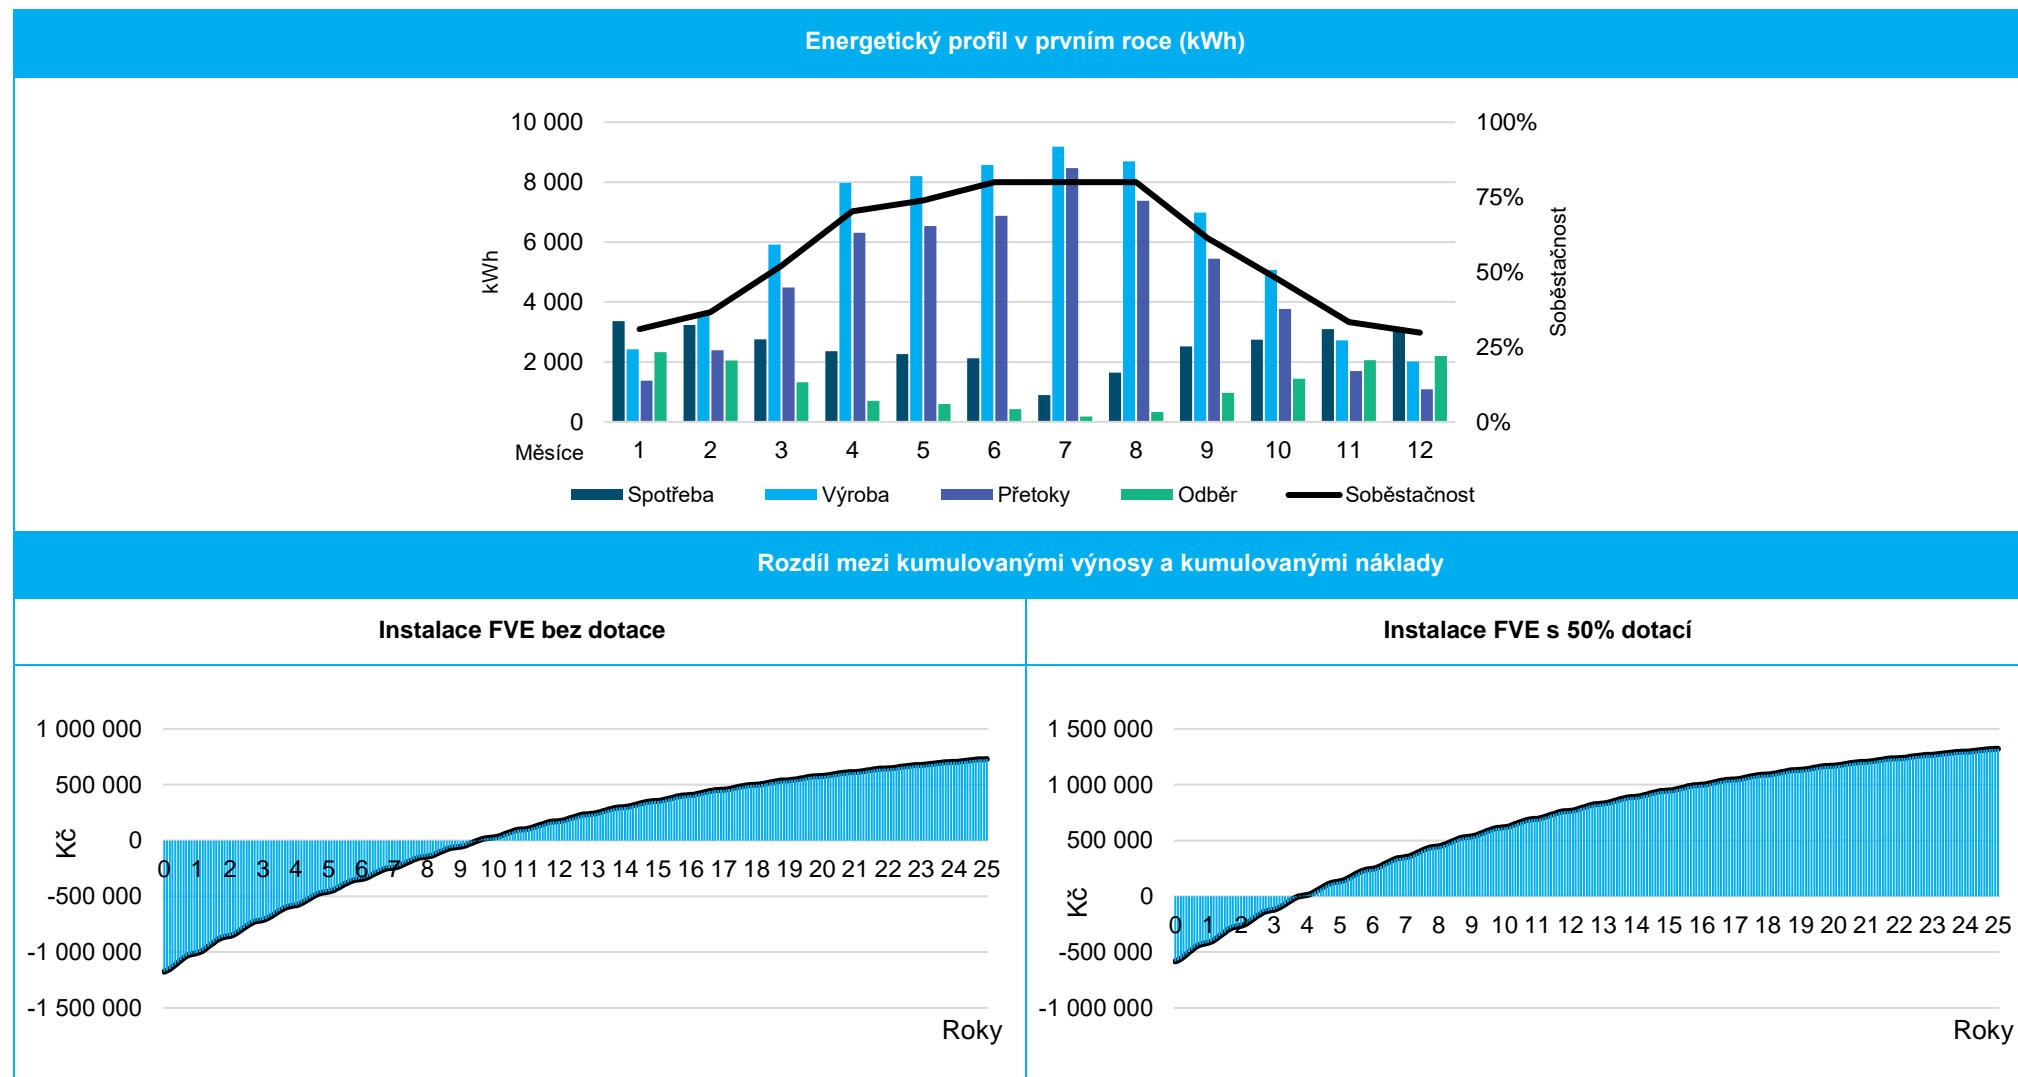 Energetický profil v prvním roce (kWh)
10 000 100%
8 000 75%
6 000 50%
4 000 25%
2 000 0%
0
kWh
Soběstačnost
Měsíce 1 2 3 4 5 6 7 8 9 10 11 12
Spotřeba Výroba Přetoky Odběr Soběstačnost
Rozdíl mezi kumulovanými výnosy a kumulovanými náklady
Instalace FVE bez dotace
Instalace FVE s 50% dotací
1 000 000
500 000
0
-500 000
-1 000 000
-1 500 000
Kč
0 1 2 3 4 5 6 7 8 9 10 11 12 13 14 15 16 17 18 19 20 21 22 23 24 25
Roky
1 500 000
1 000 000
500 000
0
-500 000
-1 000 000
Kč
0 1 2 3 4 5 6 7 8 9 10 11 12 13 14 15 16 17 18 19 20 21 22 23 24 25
Roky